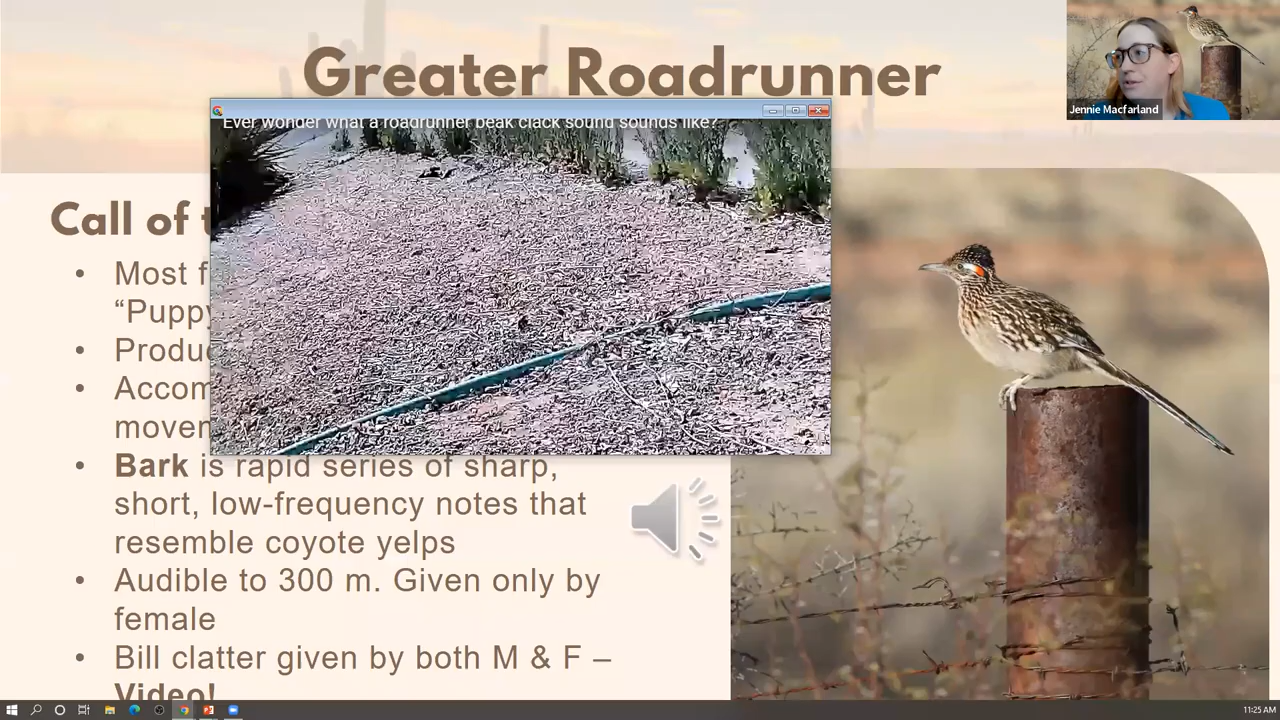 Greater Roadrunner
Jennie Macfarland
Ever wonder what a roadrunner beak clack sound sounds like?
Call of t
• Most f
“Puppy
• Produc
• Accom
movem
• Bark is rapid series of sharp,
short, low-frequency notes that
resemble coyote yelps
• Audible to 300 m. Given only by
female
• Bill clatter given by both M & F –
Video!
11:25 AM